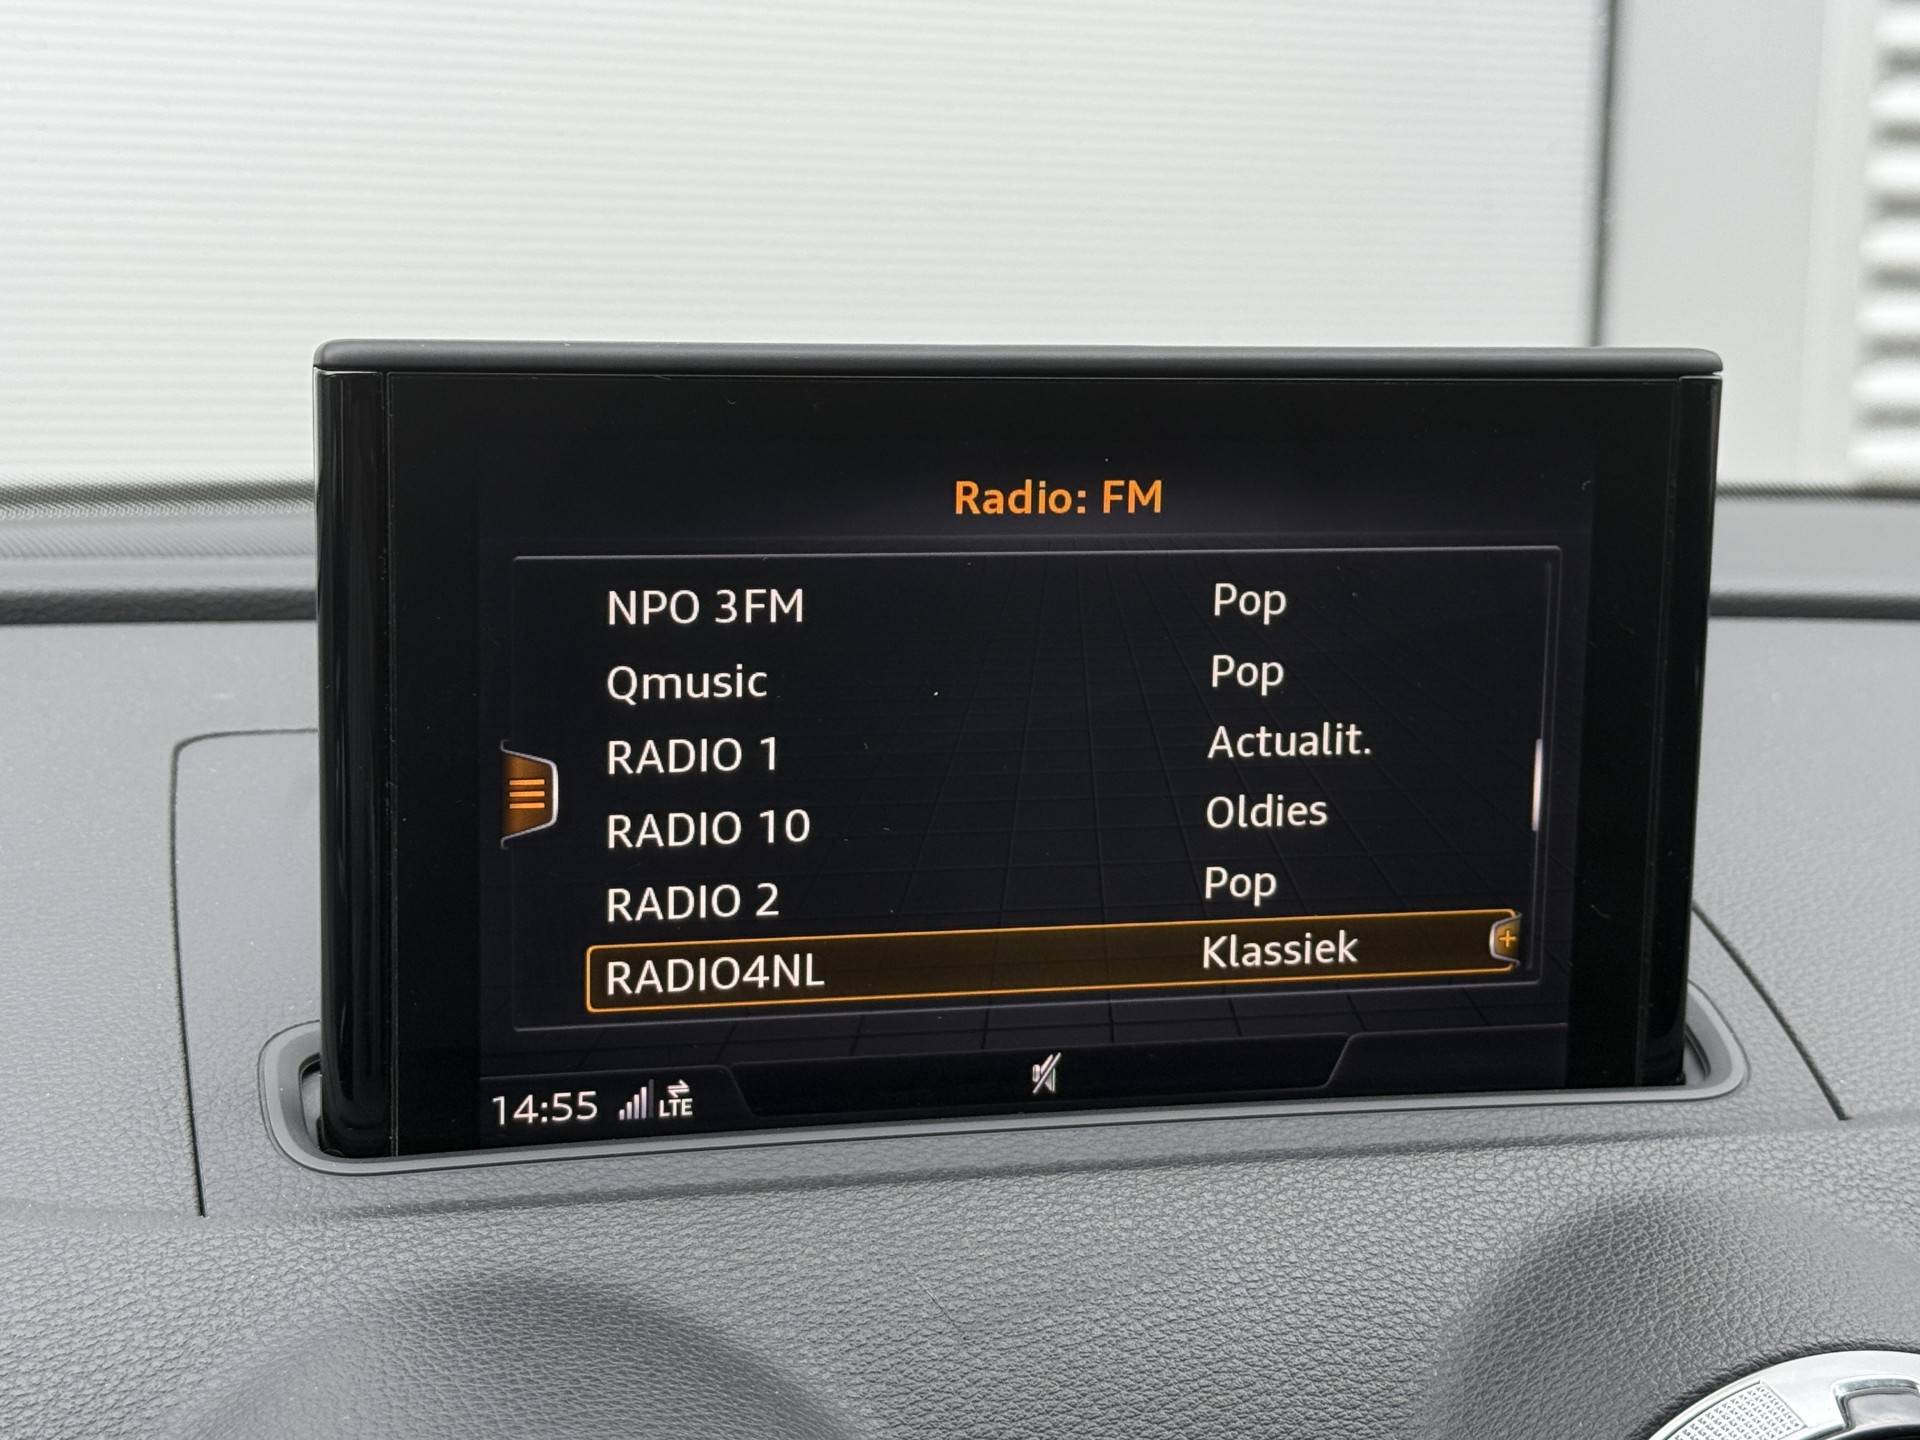 Radio: FM
NPO 3FM Pop
Qmusic Pop
RADIO 1 Actualit.
RADIO 10 Oldies
RADIO 2 Pop
RADIO4NL Klassiek
14:55 LTE